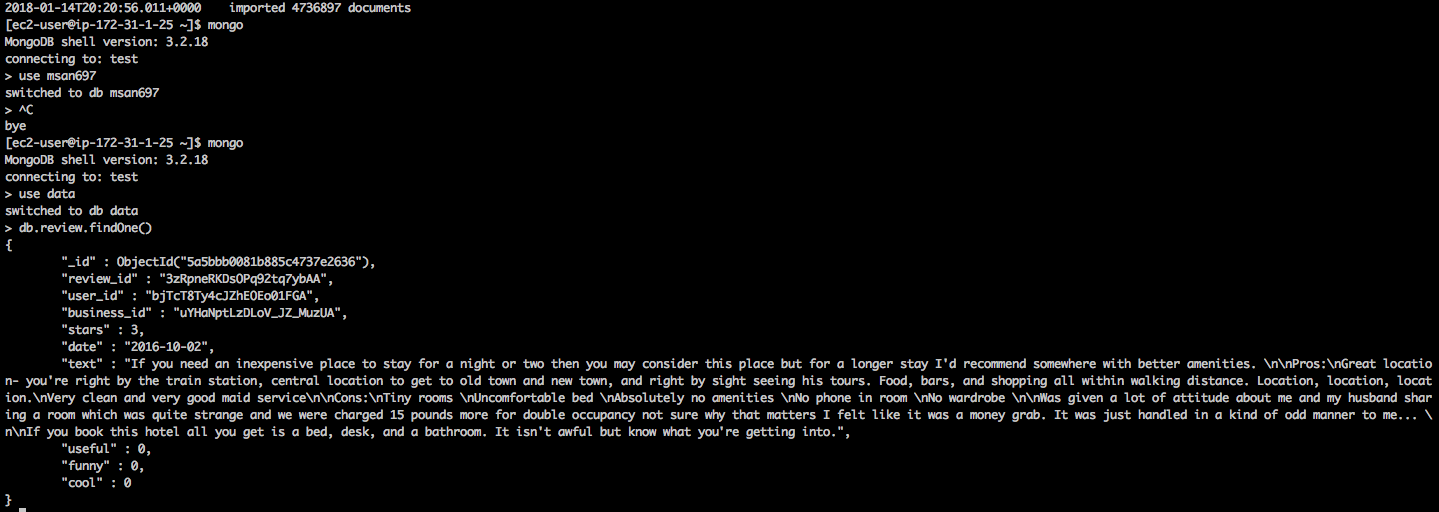 2018-01-14T20:20:56.011+0000    imported 4736897 documents
[ec2-user@ip-172-31-1-25 ~]$ mongo
MongoDB shell version: 3.2.18
connecting to: test
> use msan697
switched to db msan697
> ^C
bye
[ec2-user@ip-172-31-1-25 ~]$ mongo
MongoDB shell version: 3.2.18
connecting to: test
> use data
switched to db data
> db.review.findOne()
{
        "_id" : ObjectId("5a5bbb0081b885c4737e2636"),
        "review_id" : "3zRpneRKDsOPq92tq7ybAA",
        "user_id" : "bjTcT8Ty4cJZhEOEo01FGA",
        "business_id" : "uYHaNptLzDLoV_JZ_MuzUA",
        "stars" : 3,
        "date" : "2016-10-02",
        "text" : "If you need an inexpensive place to stay for a night or two then you may consider this place but for a longer stay I'd recommend somewhere with better amenities. \n\nPros:\nGreat locatio
n- you're right by the train station, central location to get to old town and new town, and right by sight seeing his tours. Food, bars, and shopping all within walking distance. Location, location, locat
ion.\nVery clean and very good maid service\n\nCons:\nTiny rooms \nUncomfortable bed \nAbsolutely no amenities \nNo phone in room \nNo wardrobe \n\nWas given a lot of attitude about me and my husband shar
ing a room which was quite strange and we were charged 15 pounds more for double occupancy not sure why that matters I felt like it was a money grab. It was just handled in a kind of odd manner to me... \
n\nIf you book this hotel all you get is a bed, desk, and a bathroom. It isn't awful but know what you're getting into.",
        "useful" : 0,
        "funny" : 0,
        "cool" : 0
}